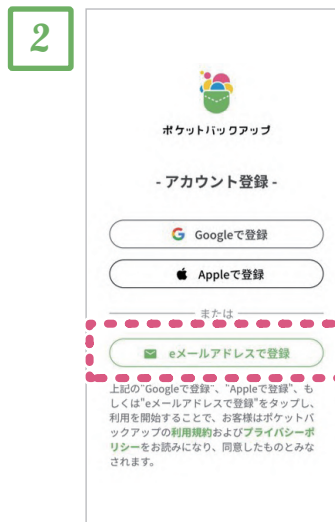 2
ポケットバックアップ
- アカウント登録 -
Googleで登録
Appleで登録
または
eメールアドレスで登録
上記の"Googleで登録"、"Appleで登録"、も
しくは"eメールアドレスで登録"をタップし、
利用を開始することで、お客様はポケットバ
ックアップの利用規約およびプライバシーポ
リシーをお読みになり、同意したものとみな
されます。